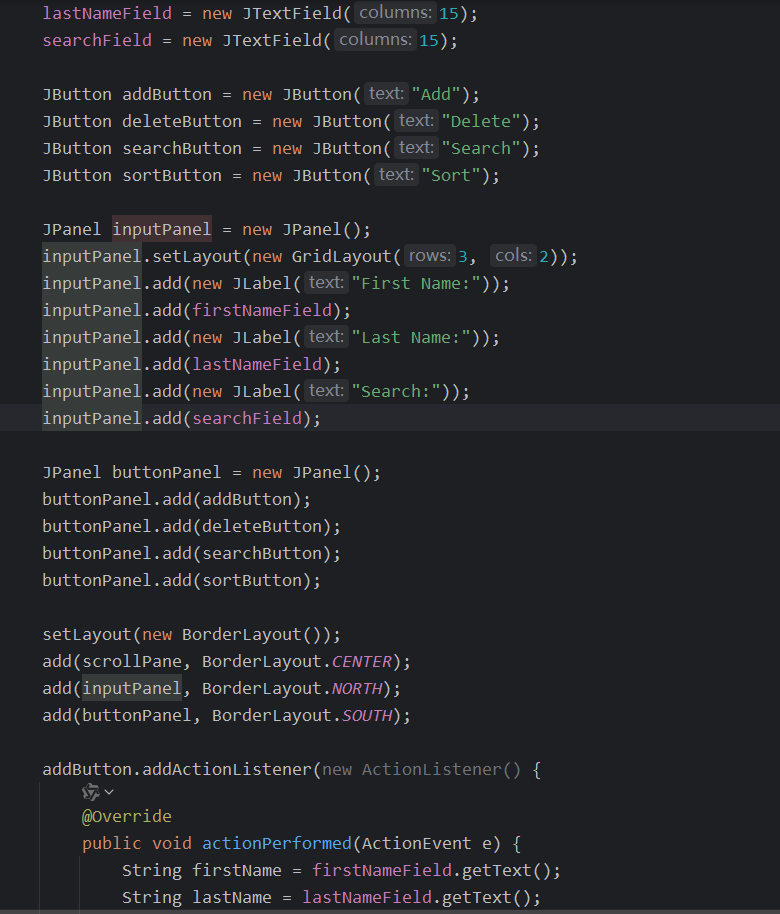 lastNameField = new JTextField( columns: 15);
searchField = new JTextField( columns: 15);
JButton addButton = new JButton( text: "Add");
JButton deleteButton = new JButton( text: "Delete");
JButton searchButton = new JButton( text: "Search");
JButton sortButton = new JButton( text: "Sort");
JPanel inputPanel = new JPanel();
inputPanel.setLayout(new GridLayout( rows: 3, cols: 2));
inputPanel.add(new JLabel( text: "First Name:"));
inputPanel.add(firstNameField);
inputPanel.add(new JLabel( text: "Last Name:"));
inputPanel.add(lastNameField);
inputPanel.add(new JLabel( text: "Search:"));
inputPanel.add(searchField);
JPanel buttonPanel = new JPanel();
buttonPanel.add(addButton);
buttonPanel.add(deleteButton);
buttonPanel.add(searchButton);
buttonPanel.add(sortButton);
setLayout(new BorderLayout());
add(scrollPane, BorderLayout.CENTER);
add(inputPanel, BorderLayout.NORTH);
add(buttonPanel, BorderLayout.SOUTH);
addButton.addActionListener(new ActionListener() {
@Override
public void actionPerformed(ActionEvent e) {
String firstName = firstNameField.getText();
String lastName = lastNameField.getText();